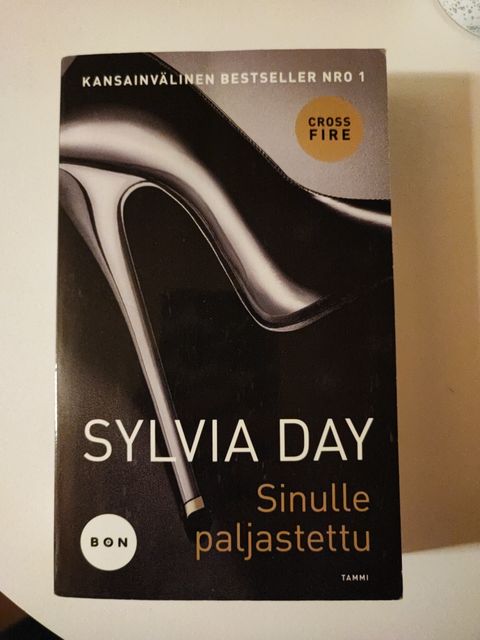 KANSAINVÄLINEN BESTSELLER NRO 1
CROSS
FIRE
SYLVIA DAY
Sinulle
paljastettu
BON
TAMMI